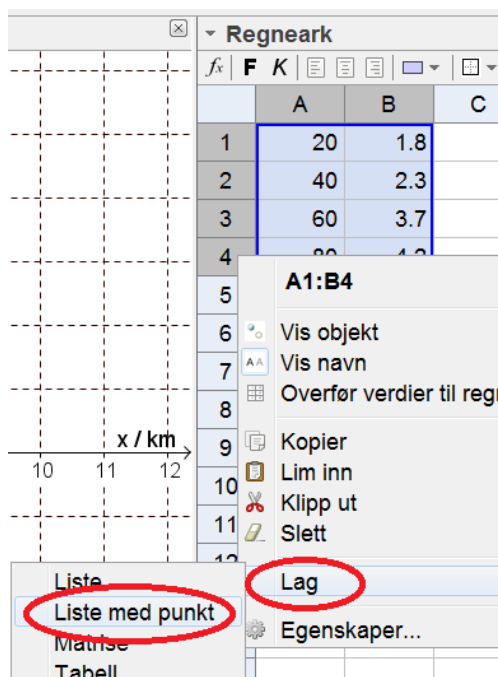 Regneark
fx F K
A B C
1 20 1.8
2 40 2.3
3 60 3.7
4
A1:B4
5
6 Vis objekt
7 AA Vis navn
8 Overfør verdier til regr
x / km
9 Kopier
10 11 12
10 Lim inn
11 Klipp ut
Slett
Liste
Lag
Liste med punkt
Matrise
Egenskaper...
Tabell